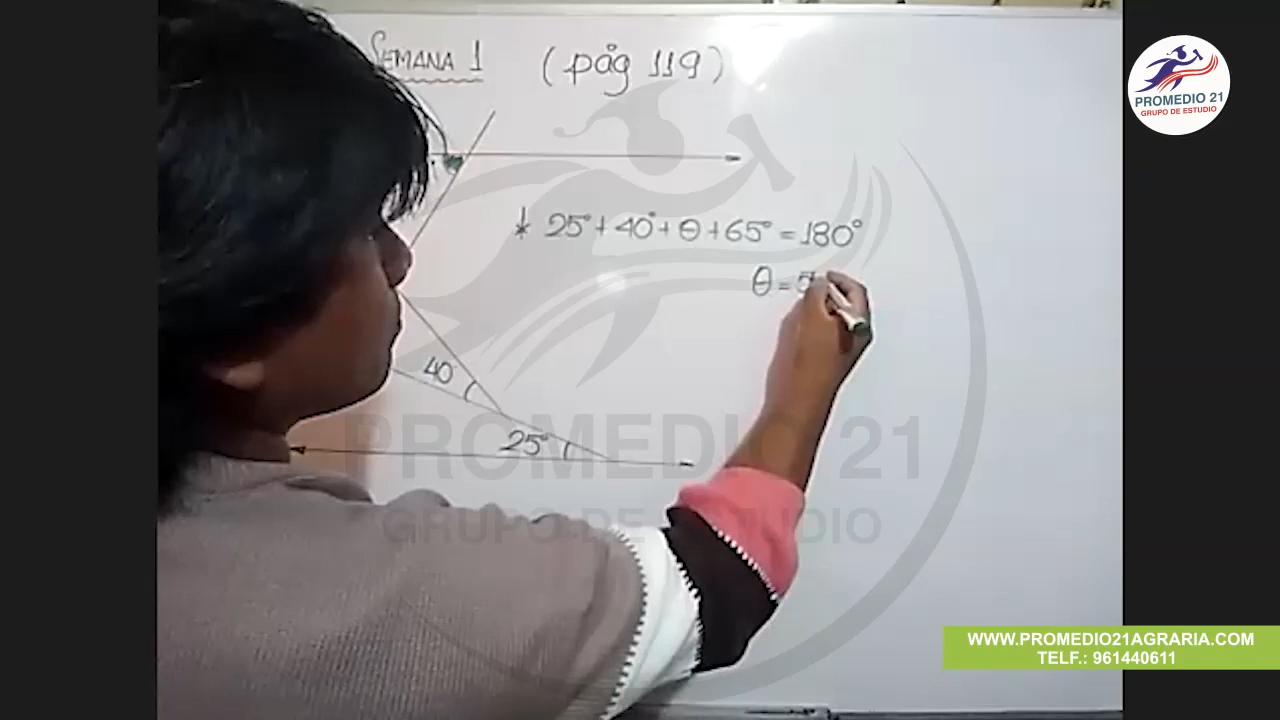 SEMANA 1 (pág 119)
PROMEDIO 21
GRUPO DE ESTUDIO
* 25° + 40° + θ + 65° = 180°
θ = 5
40°
25°
PROMEDIO 21
GRUPO DE ESTUDIO
WWW.PROMEDIO21AGRARIA.COM
TELF.: 961440611